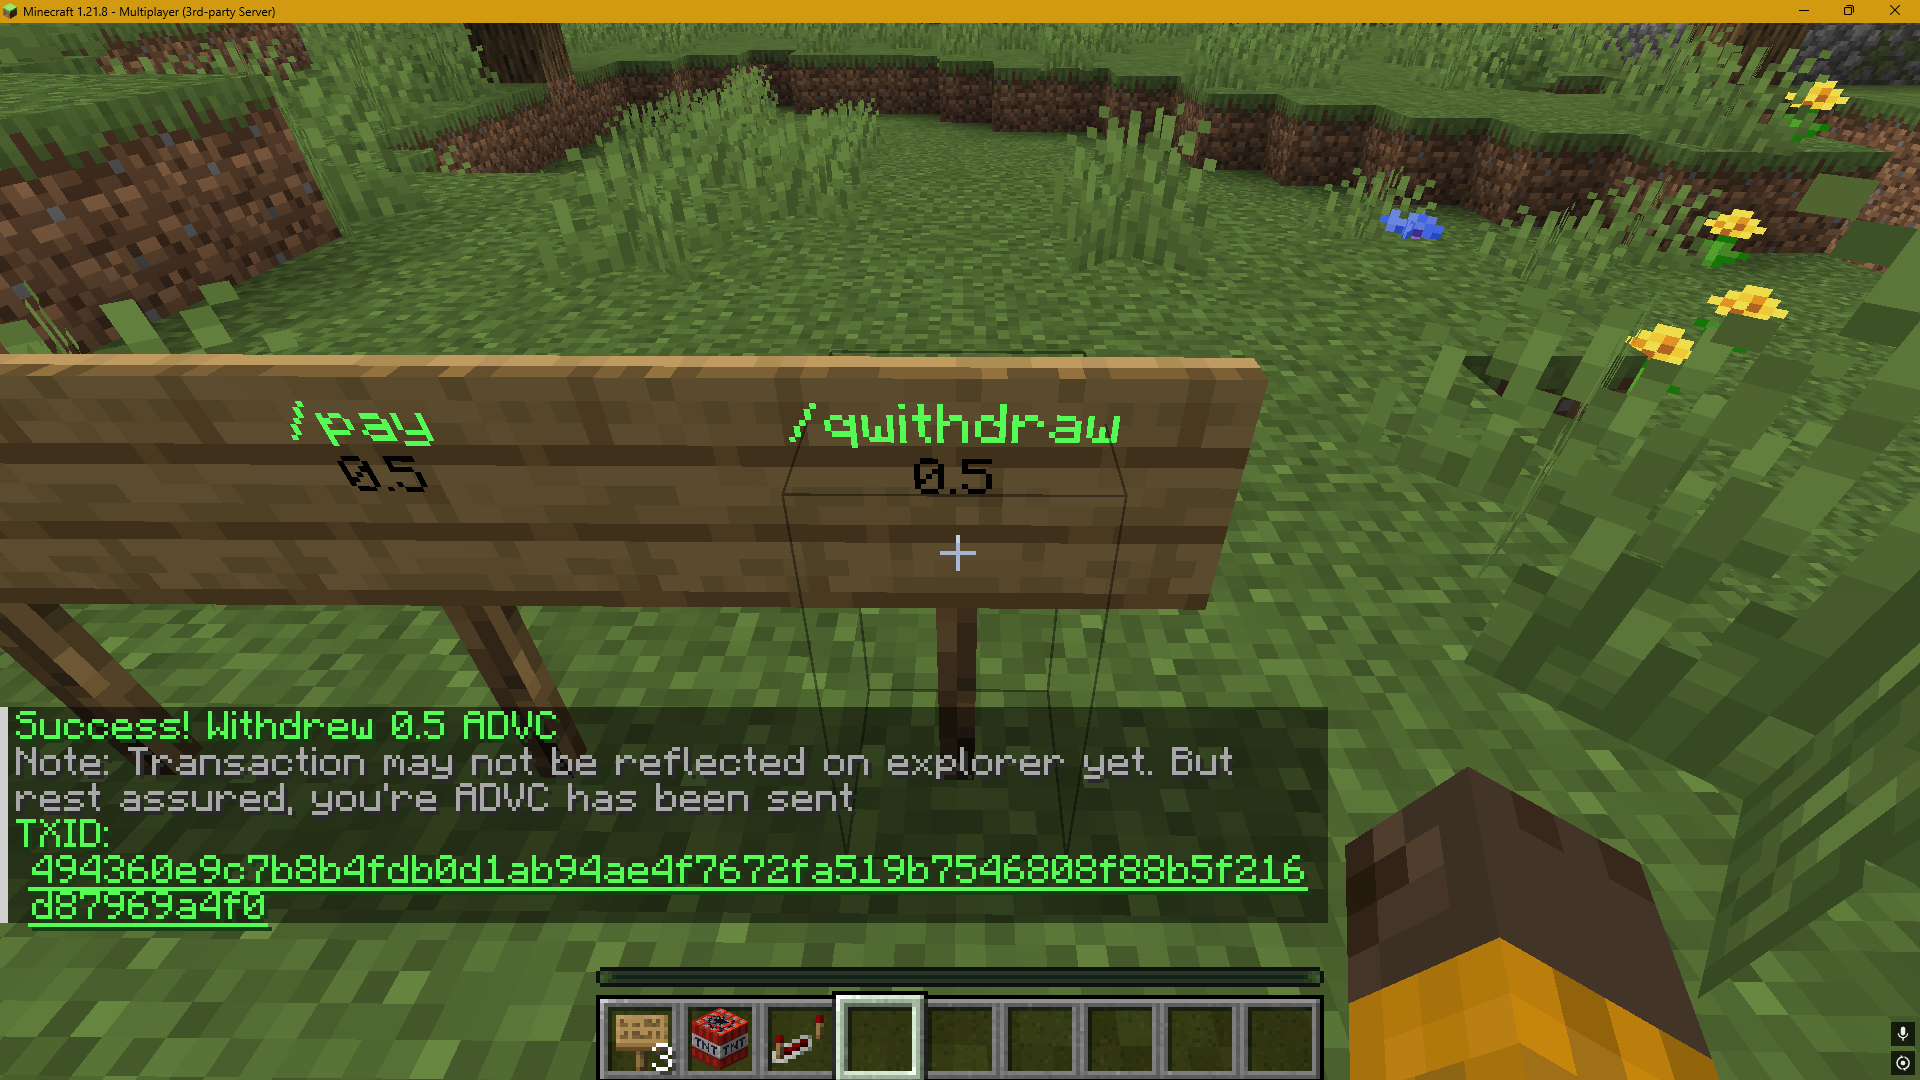 Minecraft 1.21.8 - Multiplayer (3rd-party Server)
/pay
0.5
/qwithdraw
0.5
Success! Withdrew 0.5 ADVC
Note: Transaction may not be reflected on explorer yet. But
rest assured, you're ADVC has been sent
TXID:
494360e9c7b8b4fdb0d1ab94ae4f7672fa519b7546808f88b5f216
d87969a4f0
3
TNT TNT